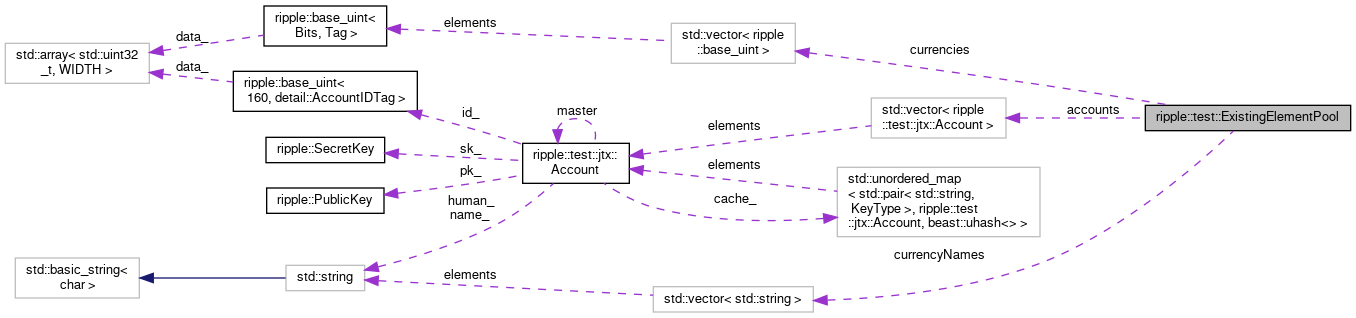 ripple::base_uint<
Bits, Tag >
elements
std::vector< ripple
::base_uint >
currencies
data_
std::array< std::uint32
_t, WIDTH >
data_
ripple::base_uint<
160, detail::AccountIDTag >
id_
master
std::vector< ripple
::test::jtx::Account >
accounts
ripple::test::ExistingElementPool
elements
ripple::SecretKey
sk_
ripple::test::jtx::
Account
elements
pk_
ripple::PublicKey
human_
name_
cache_
std::unordered_map
< std::pair< std::string,
KeyType >, ripple::test
::jtx::Account, beast::uhash<> >
currencyNames
std::basic_string<
char >
std::string
elements
std::vector< std::string >